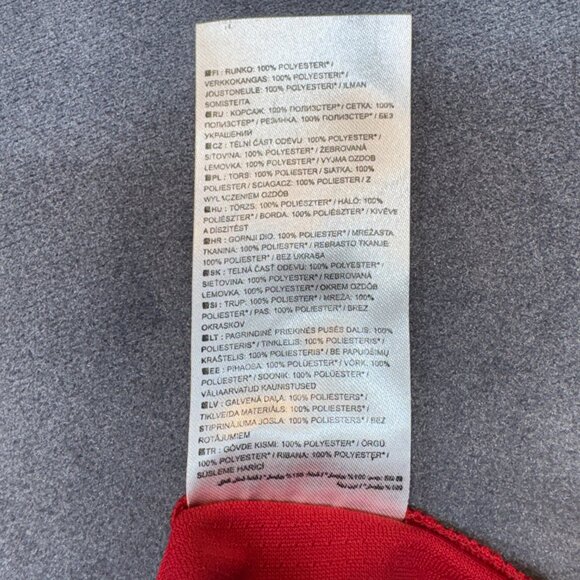 FI : RUNKO: 100% POLYESTERI* /
VERKKOKANGAS: 100% POLYESTERI* /
JOUSTONEULE: 100% POLYESTERI* / ILMAN
SOMISTEITA
RU : КОРСАЖ: 100% ПОЛИЭСТЕР* / СЕТКА: 100%
ПОЛИЭСТЕР* / РЕЗИНКА: 100% ПОЛИЭСТЕР* / БЕЗ
УКРАШЕНИЙ
CZ : TĚLNÍ ČÁST ODĚVU: 100% POLYESTER* /
SÍŤOVINA: 100% POLYESTER* / ŽEBROVANÁ
LEMOVKA: 100% POLYESTER* / VYJMA OZDOB
PL : TORS: 100% POLIESTER / SIATKA: 100%
POLIESTER / ŚCIĄGACZ: 100% POLIESTER / Z
WYŁĄCZENIEM OZDÓB
HU : TÖRZS: 100% POLIÉSZTER* / HÁLÓ: 100%
POLIÉSZTER* / BORDA: 100% POLIÉSZTER* / KIVÉVE
A DÍSZÍTÉST
HR : GORNJI DIO: 100% POLYESTER* / MREŽASTA
TKANINA: 100% POLYESTER* / REBRASTO TKANJE:
100% POLYESTER* / BEZ UKRASA
SK : TELNÁ ČASŤ ODEVU: 100% POLYESTER* /
SIEŤOVINA: 100% POLYESTER* / REBROVANÁ
LEMOVKA: 100% POLYESTER* / OKREM OZDÔB
SI : TRUP: 100% POLIESTER* / MREŽA: 100%
POLIESTER* / PAS: 100% POLIESTER* / BREZ
OKRASKOV
LT : PAGRINDINĖ PRIEKINĖS PUSĖS DALIS: 100%
POLIESTERIS* / TINKLELIS: 100% POLIESTERIS* /
KRAŠTELIS: 100% POLIESTERIS* / BE PAPUOŠIMŲ
EE : PIHAOSA: 100% POLÜESTER* / VÕRK: 100%
POLÜESTER* / SOONIK: 100% POLÜESTER* /
VÄLJAARVATUD KAUNISTUSED
LV : GALVENĀ DAĻA: 100% POLIESTERS* /
TĪKLVEIDA MATERIĀLS: 100% POLIESTERS* /
STIPRINĀJUMA JOSLA: 100% POLIESTERS* / BEZ
ROTĀJUMIEM
TR : GÖVDE KISMI : 100% POLYESTER* / ÖRGÜ:
100% POLYESTER* / RIBANA: 100% POLYESTER* /
SÜSLEME HARİCİ